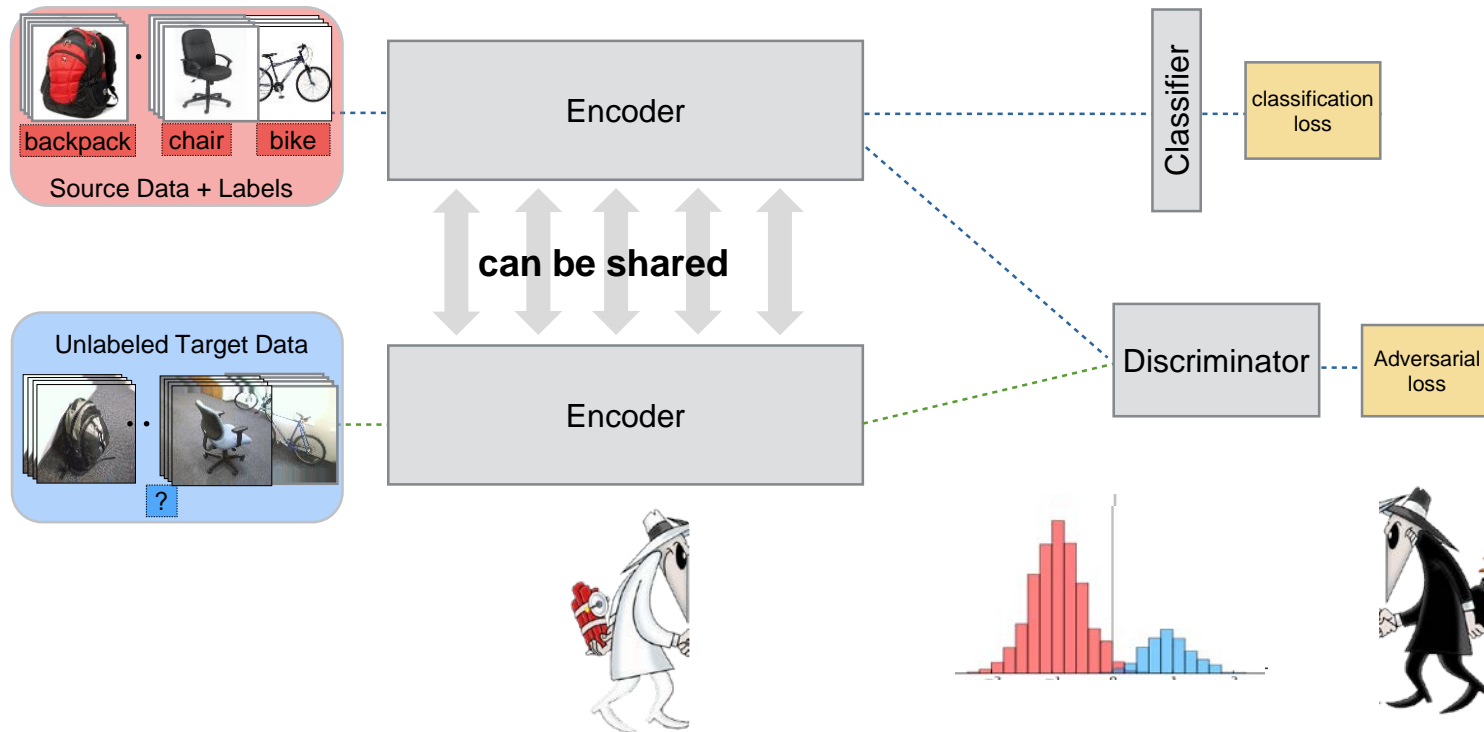 backpack
chair
bike
Source Data + Labels
Encoder
Classifier
classification
loss
can be shared
Unlabeled Target Data
?
Encoder
Discriminator
Adversarial
loss
0